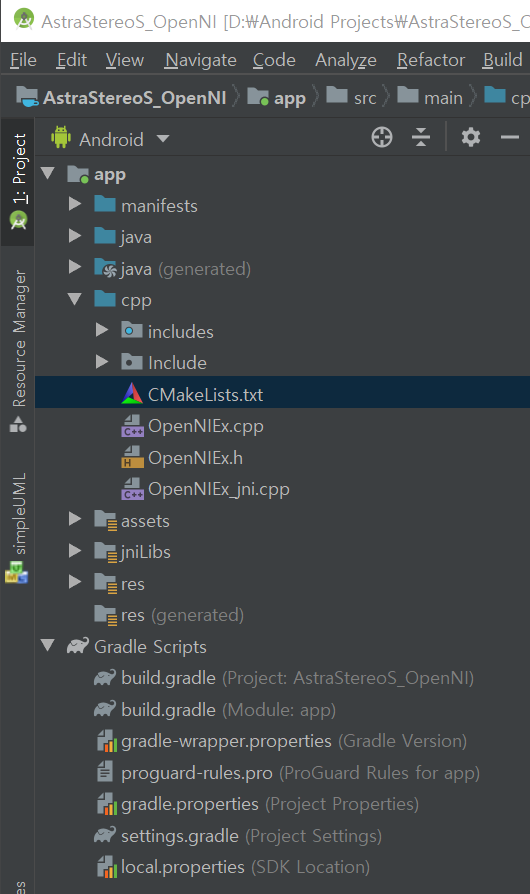 AstraStereoS_OpenNI [D:₩Android Projects₩AstraStereoS_O
File Edit View Navigate Code Analyze Refactor Build
AstraStereoS_OpenNI app src main cp
1: Project
Android
app
manifests
java
java (generated)
cpp
includes
Include
CMakeLists.txt
OpenNIEx.cpp
OpenNIEx.h
OpenNIEx_jni.cpp
assets
jniLibs
res
res (generated)
Gradle Scripts
build.gradle (Project: AstraStereoS_OpenNI)
build.gradle (Module: app)
gradle-wrapper.properties (Gradle Version)
proguard-rules.pro (ProGuard Rules for app)
gradle.properties (Project Properties)
settings.gradle (Project Settings)
local.properties (SDK Location)
Resource Manager
simpleUML
es